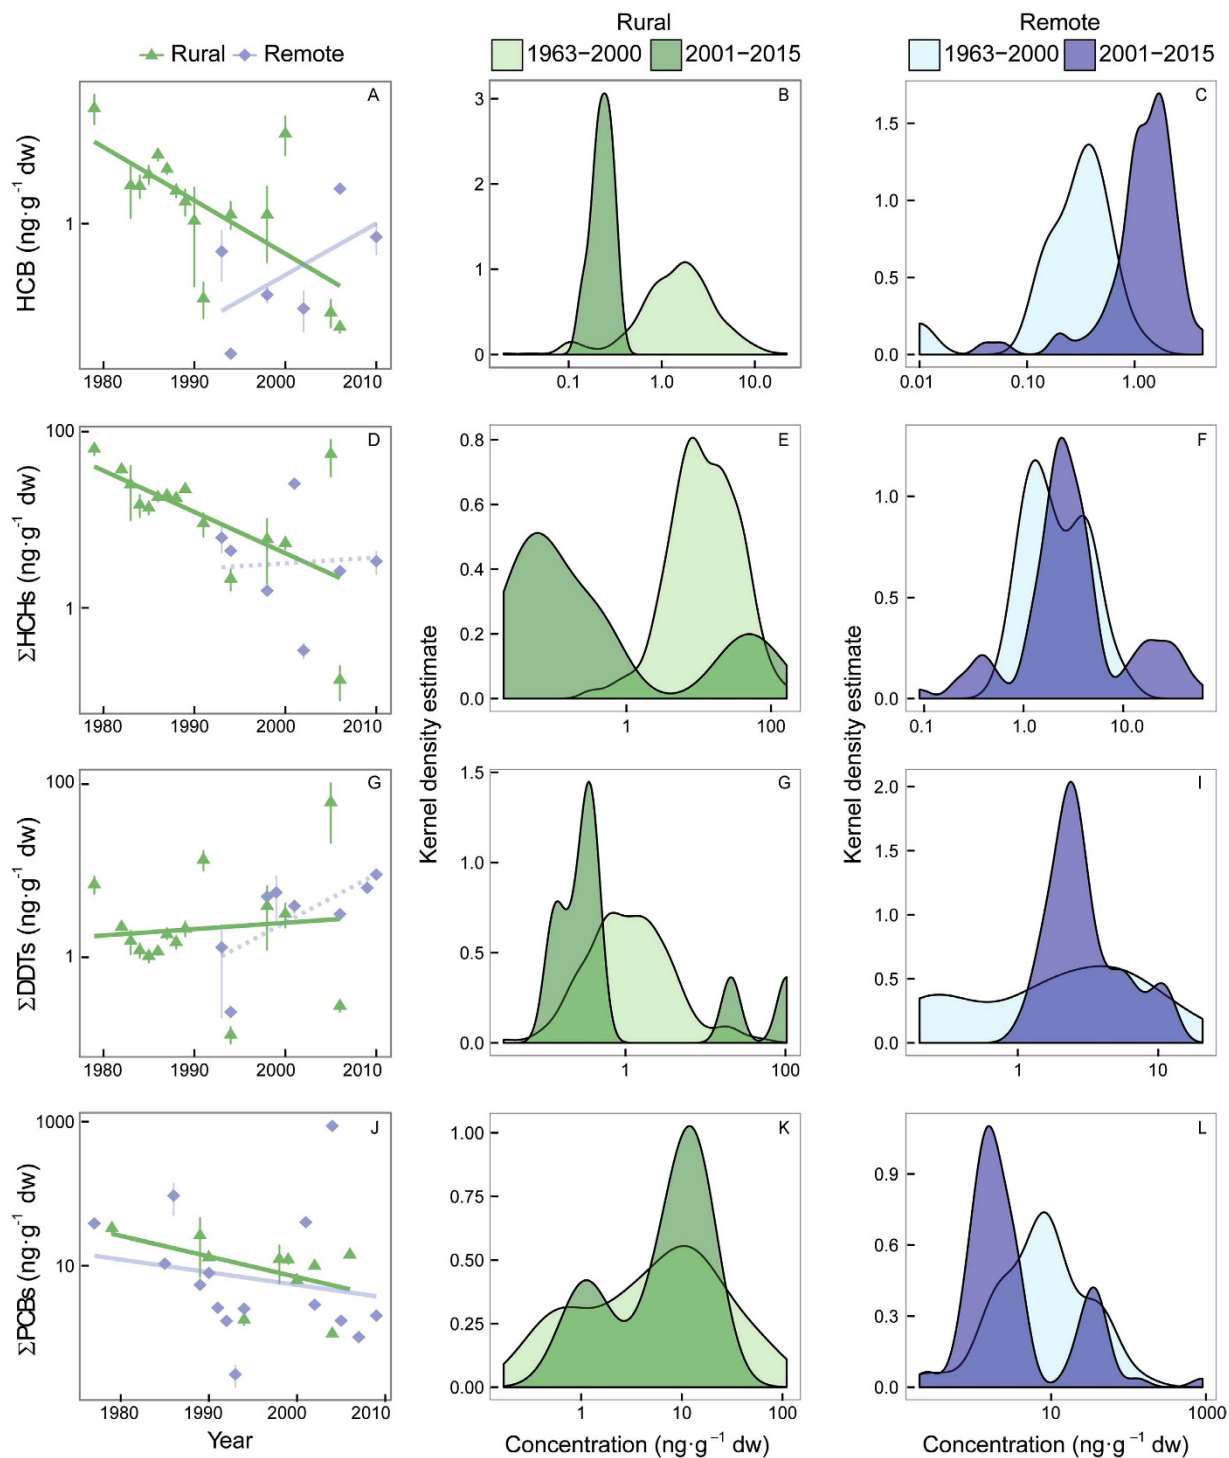 Rural
Remote
Rural Remote
1963−2000 2001−2015
1963−2000 2001−2015
A
HCB (ng·g⁻¹ dw)
1
1980 1990 2000 2010
B
3
2
1
0
0.1 1.0 10.0
C
1.5
1.0
0.5
0.0
0.01 0.10 1.00
D
ΣHCHs (ng·g⁻¹ dw)
100
1
1980 1990 2000 2010
E
0.8
0.6
0.4
0.2
0.0
1 100
F
1.0
0.5
0.0
0.1 1.0 10.0
Kernel density estimate
Kernel density estimate
G
ΣDDTs (ng·g⁻¹ dw)
100
1
1980 1990 2000 2010
G
1.5
1.0
0.5
0.0
1 100
I
2.0
1.5
1.0
0.5
0.0
1 10
J
ΣPCBs (ng·g⁻¹ dw)
1000
10
1980 1990 2000 2010
Year
K
1.00
0.75
0.50
0.25
0.00
1 10 100
Concentration (ng·g⁻¹ dw)
L
0.9
0.6
0.3
0.0
10 1000
Concentration (ng·g⁻¹ dw)